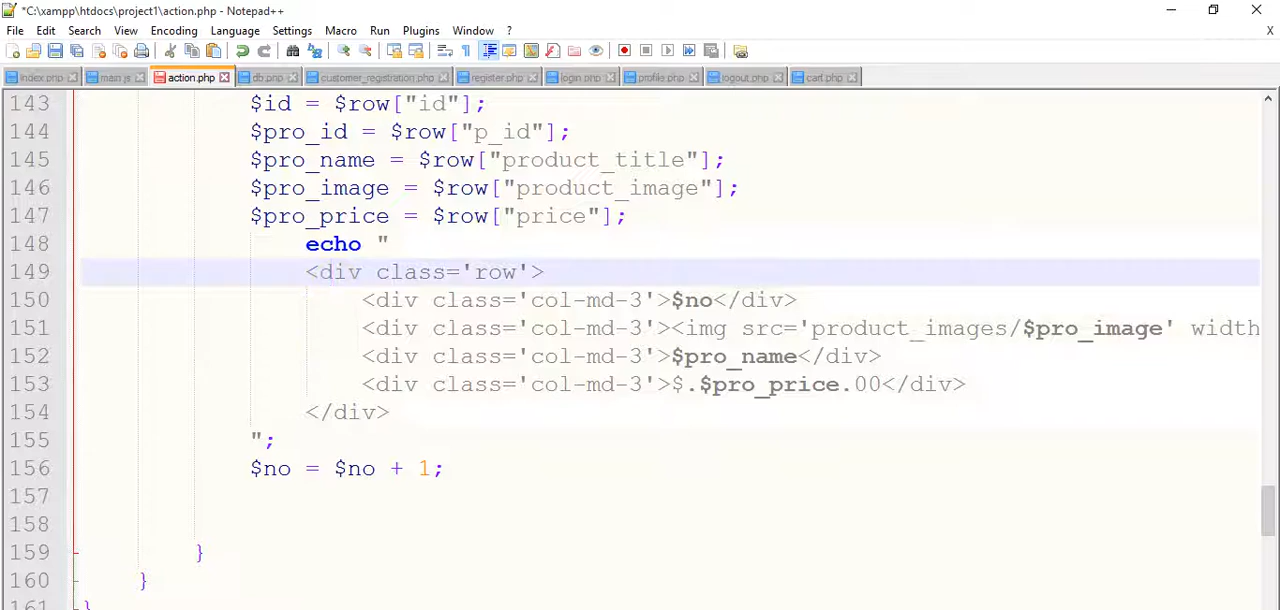 *C:\xampp\htdocs\project1\action.php - Notepad++
File Edit Search View Encoding Language Settings Macro Run Plugins Window ? X
index.php main.js action.php db.php customer_registration.php register.php login.php profile.php logout.php cart.php
143 $id = $row["id"];
144 $pro_id = $row["p_id"];
145 $pro_name = $row["product_title"];
146 $pro_image = $row["product_image"];
147 $pro_price = $row["price"];
148 echo "
149 <div class='row'>
150 <div class='col-md-3'>$no</div>
151 <div class='col-md-3'><img src='product_images/$pro_image' width
152 <div class='col-md-3'>$pro_name</div>
153 <div class='col-md-3'>$.$pro_price.00</div>
154 </div>
155 ";
156 $no = $no + 1;
157
158
159 }
160 }
161 }